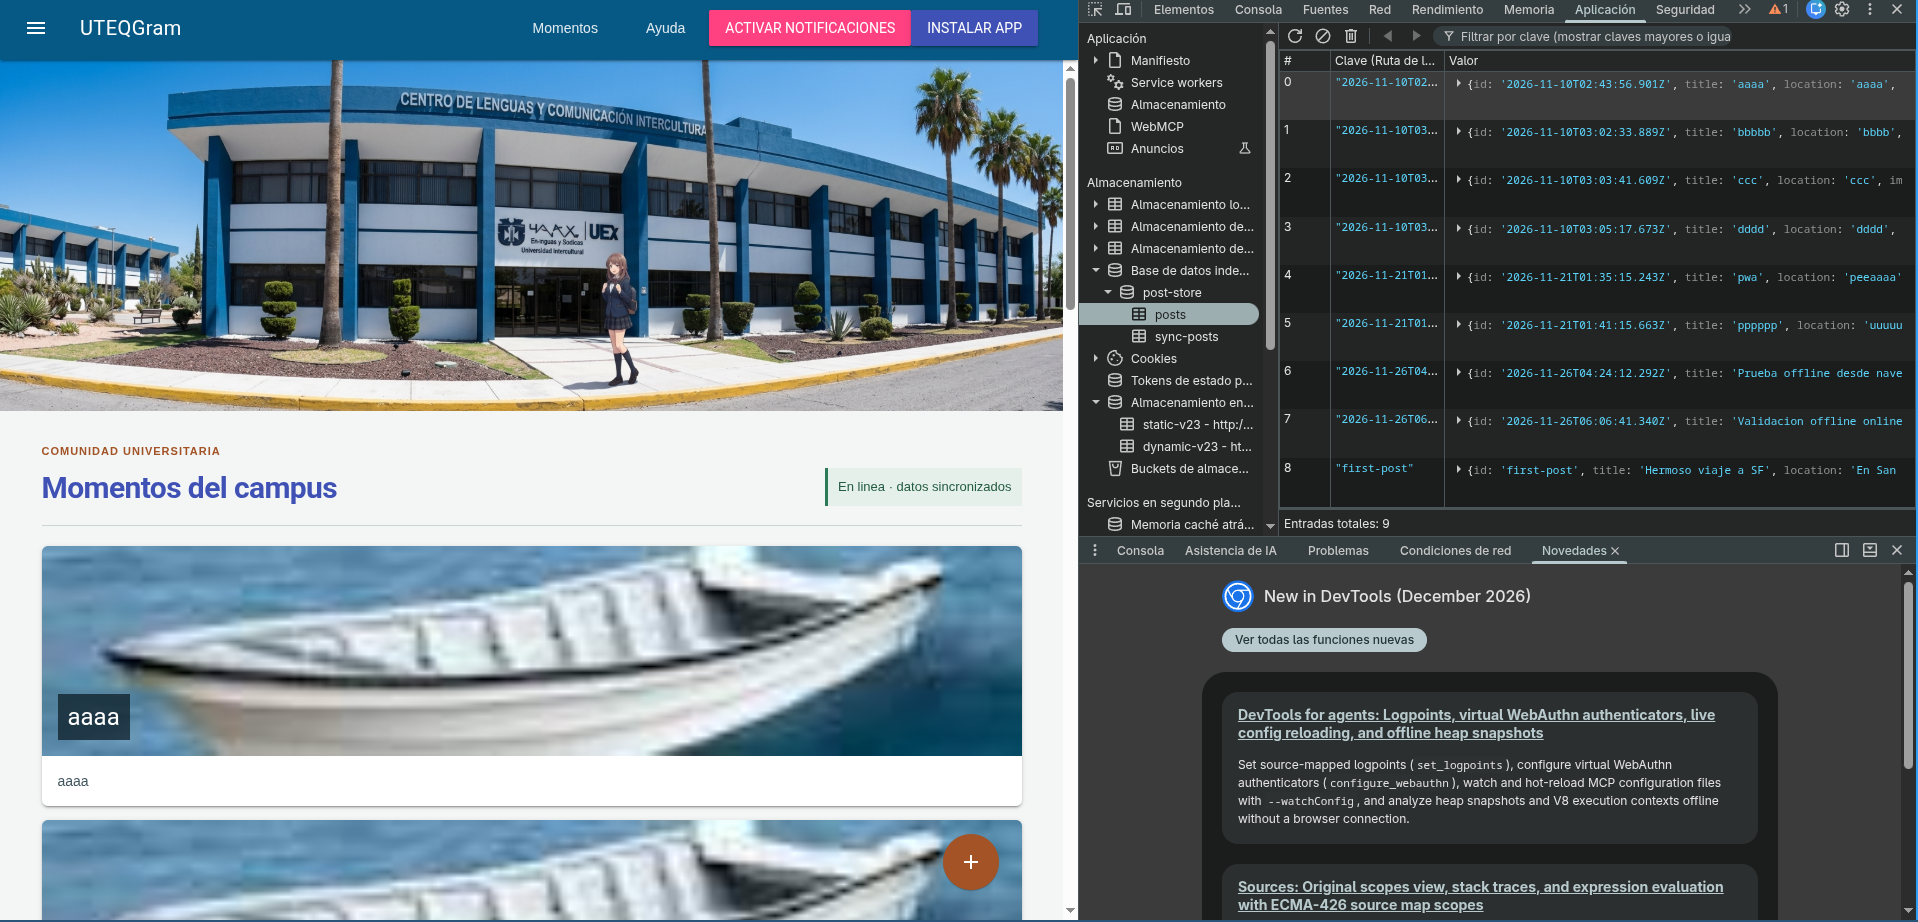 UTEQGram
Momentos
Ayuda
ACTIVAR NOTIFICACIONES
INSTALAR APP
CENTRO DE LENGUAS Y COMUNICACIÓN INTERCULTURA
UEX
En-inguas y Sodicas
Universidad Intercultural
COMUNIDAD UNIVERSITARIA
Momentos del campus
En linea · datos sincronizados
aaaa
aaaa
+
Elementos
Consola
Fuentes
Red
Rendimiento
Memoria
Aplicación
Seguridad
1
Aplicación
Manifiesto
Service workers
Almacenamiento
WebMCP
Anuncios
Almacenamiento
Almacenamiento lo...
Almacenamiento de...
Almacenamiento de...
Base de datos inde...
post-store
posts
sync-posts
Cookies
Tokens de estado p...
Almacenamiento en...
static-v23 - http:/...
dynamic-v23 - ht...
Buckets de almace...
Servicios en segundo pla...
Memoria caché atrá...
Filtrar por clave (mostrar claves mayores o igua
# Clave (Ruta de l... Valor
0 "2026-11-10T02... {id: '2026-11-10T02:43:56.901Z', title: 'aaaa', location: 'aaaa',
1 "2026-11-10T03... {id: '2026-11-10T03:02:33.889Z', title: 'bbbbb', location: 'bbbb',
2 "2026-11-10T03... {id: '2026-11-10T03:03:41.609Z', title: 'ccc', location: 'ccc', im
3 "2026-11-10T03... {id: '2026-11-10T03:05:17.673Z', title: 'dddd', location: 'dddd',
4 "2026-11-21T01... {id: '2026-11-21T01:35:15.243Z', title: 'pwa', location: 'peeaaaa'
5 "2026-11-21T01... {id: '2026-11-21T01:41:15.663Z', title: 'pppppp', location: 'uuuuu
6 "2026-11-26T04... {id: '2026-11-26T04:24:12.292Z', title: 'Prueba offline desde nave
7 "2026-11-26T06... {id: '2026-11-26T06:06:41.340Z', title: 'Validacion offline online
8 "first-post" {id: 'first-post', title: 'Hermoso viaje a SF', location: 'En San
Entradas totales: 9
Consola
Asistencia de IA
Problemas
Condiciones de red
Novedades
New in DevTools (December 2026)
Ver todas las funciones nuevas
DevTools for agents: Logpoints, virtual WebAuthn authenticators, live
config reloading, and offline heap snapshots
Set source-mapped logpoints ( set_logpoints ), configure virtual WebAuthn
authenticators ( configure_webauthn ), watch and hot-reload MCP configuration files
with --watchConfig , and analyze heap snapshots and V8 execution contexts offline
without a browser connection.
Sources: Original scopes view, stack traces, and expression evaluation
with ECMA-426 source map scopes